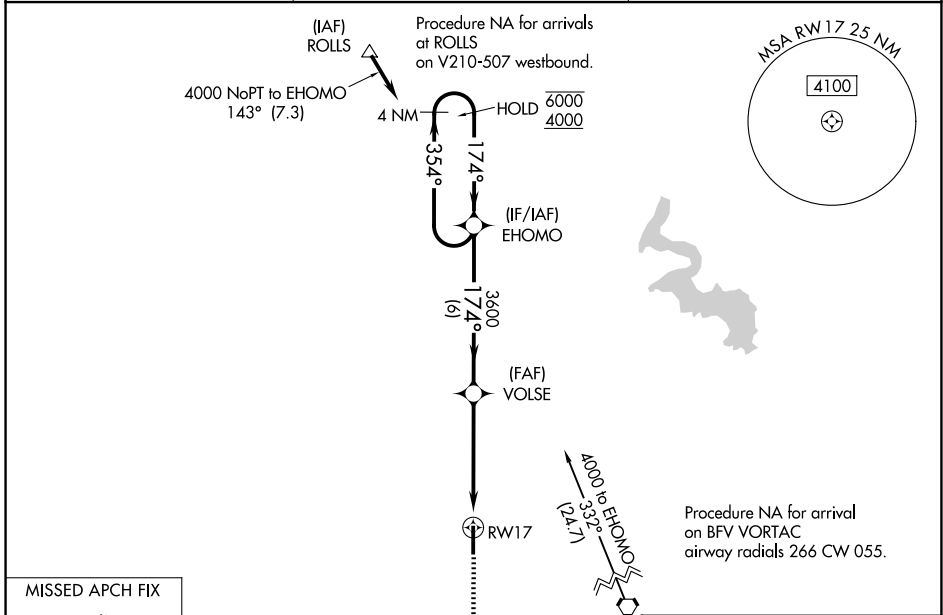 (IAF)
ROLLS
Procedure NA for arrivals
at ROLLS
on V210-507 westbound.
4000 NoPT to EHOMO
143° (7.3)
4 NM
HOLD
6000
4000
354°
174°
(IF/IAF)
EHOMO
3600
174°
(6)
(FAF)
VOLSE
RW17
4000 to EHOMO
332°
(24.7)
MSA RW17 25 NM
4100
Procedure NA for arrival
on BFV VORTAC
airway radials 266 CW 055.
MISSED APCH FIX